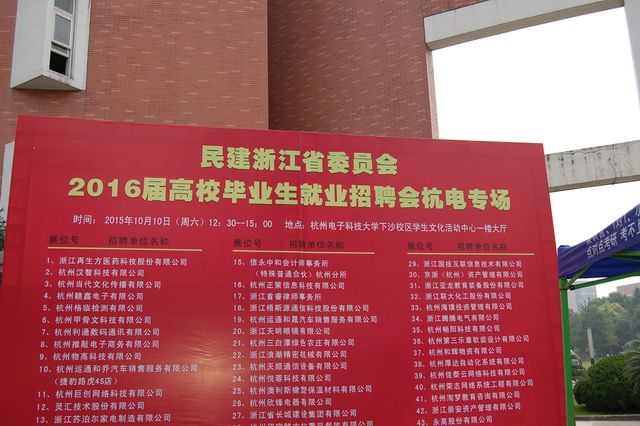 民建浙江省委员会
2016届高校毕业生就业招聘会杭电专场
时间：2015年10月10日（周六）12：30--15：00 地点：杭州电子科技大学下沙校区学生文化活动中心一楼大厅
展位号 招聘单位名称
1、浙江再生方医药科技股份有限公司
2、杭州汉智科技有限公司
3、杭州当代文化传播有限公司
4、杭州赣鑫电子有限公司
5、杭州格临检测有限公司
6、杭州甲骨文科技有限公司
7、杭州利通数码通讯有限公司
8、杭州推敲电子商务有限公司
9、杭州物高科技有限公司
10、杭州运通和乔汽车销售服务有限公司
（捷豹路虎4S店）
11、杭州巨创网络科技有限公司
12、灵汇技术股份有限公司
13、浙江苏泊尔家电制造有限公司
展位号 招聘单位名称
15、信永中和会计师事务所
（特殊普通合伙）杭州分所
16、杭州正策信息科技有限公司
17、浙江首睿律师事务所
18、浙江格斯源通信科技股份有限公司
19、杭州运通和晟汽车销售服务有限公司
20、浙江天明眼镜有限公司
21、杭州三白潭绿色农庄有限公司
22、浙江浪潮精密机械有限公司
23、杭州天顺通信设备有限公司
24、杭州悦蓉科技有限公司
25、杭州澳利斯塘型保温材料有限公司
26、杭州欣锋电器有限公司
27、浙江省长城建设集团有限公司
展位号 招聘单位名称
29、浙江国技互联信息技术有限公司
30、京浙（杭州）资产管理有限公司
31、浙江亚龙教育装备股份有限公司
32、浙江联大化工股份有限公司
33、杭州海璞投资管理有限公司
34、浙江腾腾电气有限公司
35、杭州畅阳科技有限公司
36、杭州第三乐章软装设计有限公司
37、杭州和辉物资有限公司
38、杭州厚达自动化系统有限公司
39、杭州佳泰云网络科技有限公司
40、杭州荣志网络系统工程有限公司
41、杭州淘梦教育咨询有限公司
42、浙江崇安资产管理有限公司
43、永高股份有限公司